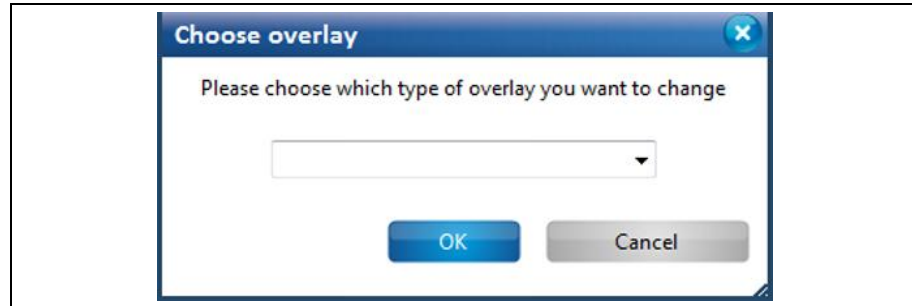 Choose overlay
Please choose which type of overlay you want to change
OK
Cancel